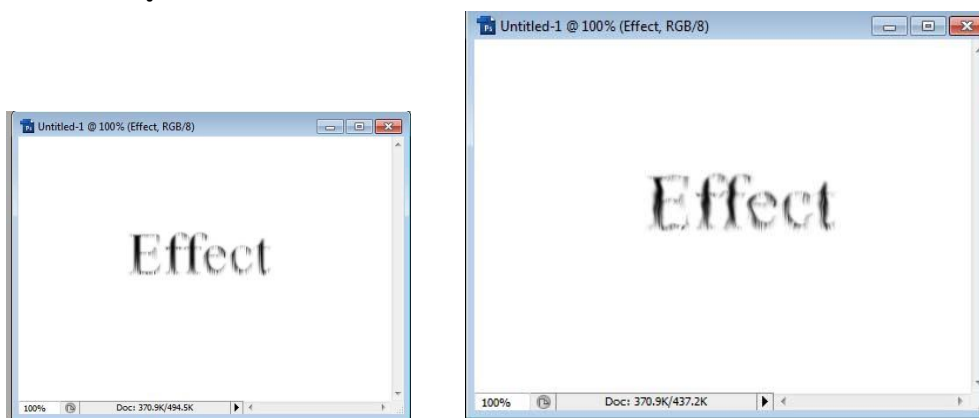 Untitled-1 @ 100% (Effect, RGB/8)
Effect
100%
Doc: 370.9K/494.5K
Untitled-1 @ 100% (Effect, RGB/8)
Effect
100%
Doc: 370.9K/437.2K